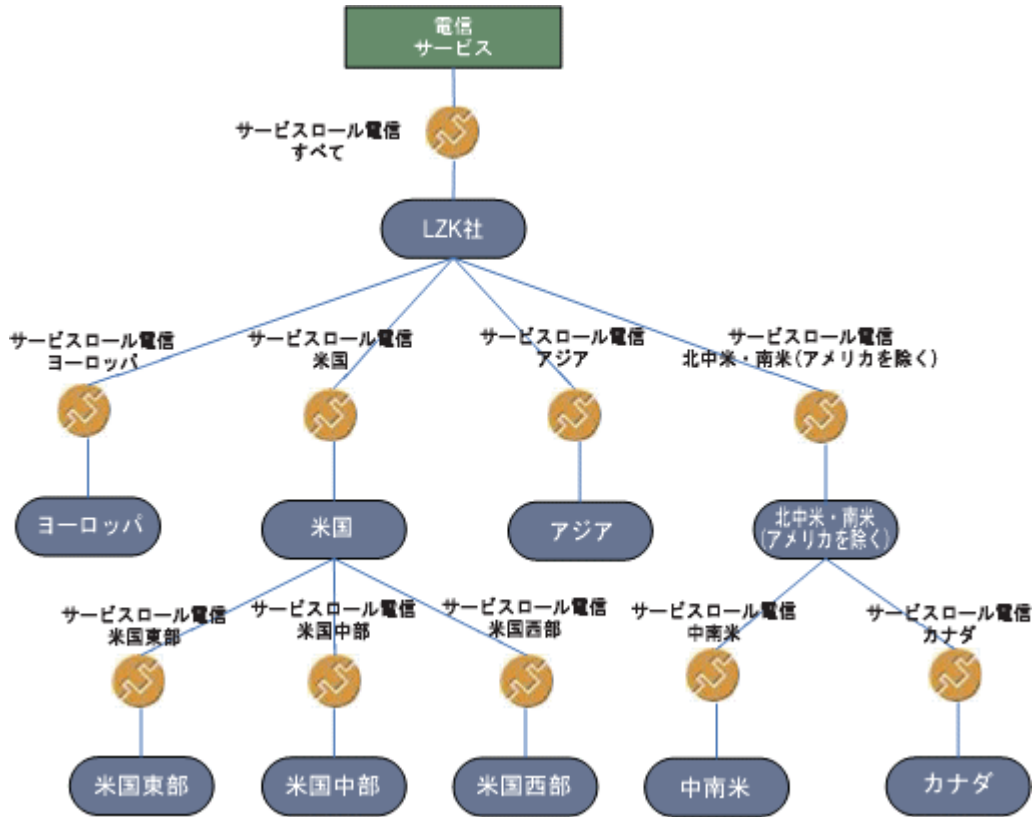 電信
サービス
サービスロール電信
すべて
LZK社
サービスロール電信
ヨーロッパ
サービスロール電信
米国
サービスロール電信
アジア
サービスロール電信
北中米・南米(アメリカを除く)
ヨーロッパ
米国
アジア
北中米・南米
(アメリカを除く)
サービスロール電信
米国東部
サービスロール電信
米国中部
サービスロール電信
米国西部
サービスロール電信
中南米
サービスロール電信
カナダ
米国東部
米国中部
米国西部
中南米
カナダ